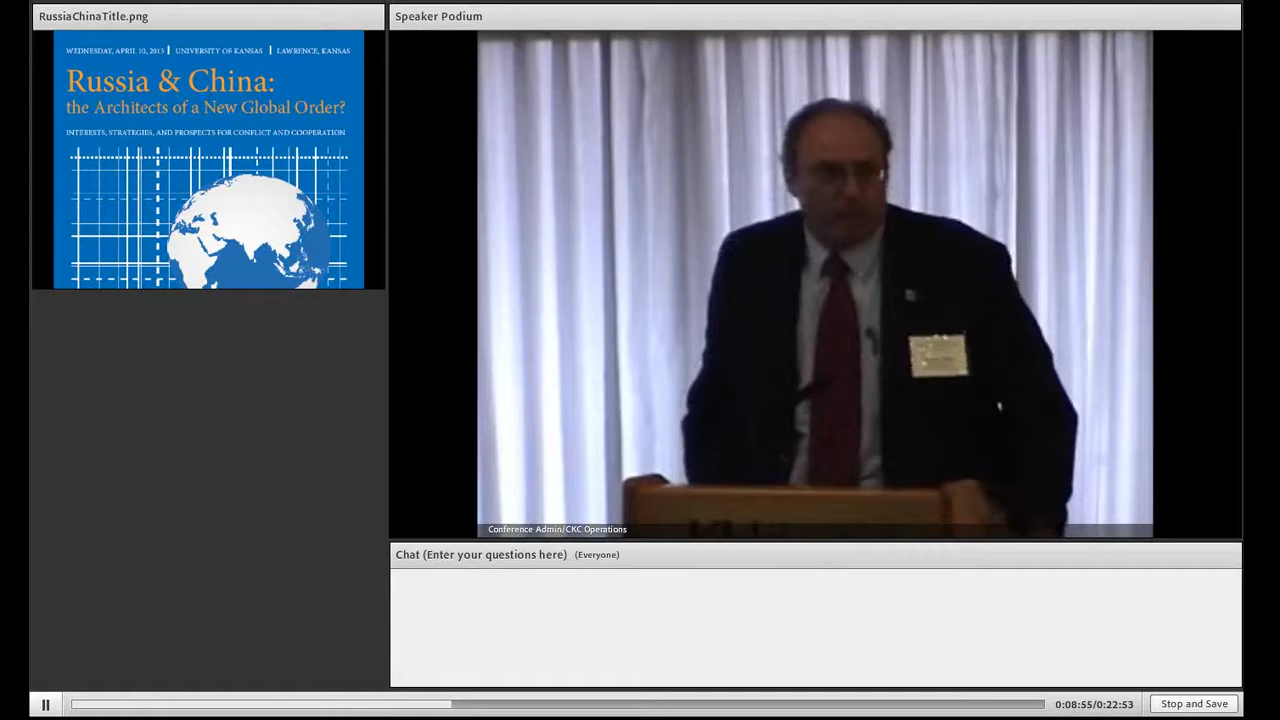 RussiaChinaTitle.png
WEDNESDAY, APRIL 10, 2013 | UNIVERSITY OF KANSAS | LAWRENCE, KANSAS
Russia & China:
the Architects of a New Global Order?
INTERESTS, STRATEGIES, AND PROSPECTS FOR CONFLICT AND COOPERATION
Speaker Podium
Conference Admin/CKC Operations
Chat (Enter your questions here) (Everyone)
0:08:55/0:22:53
Stop and Save